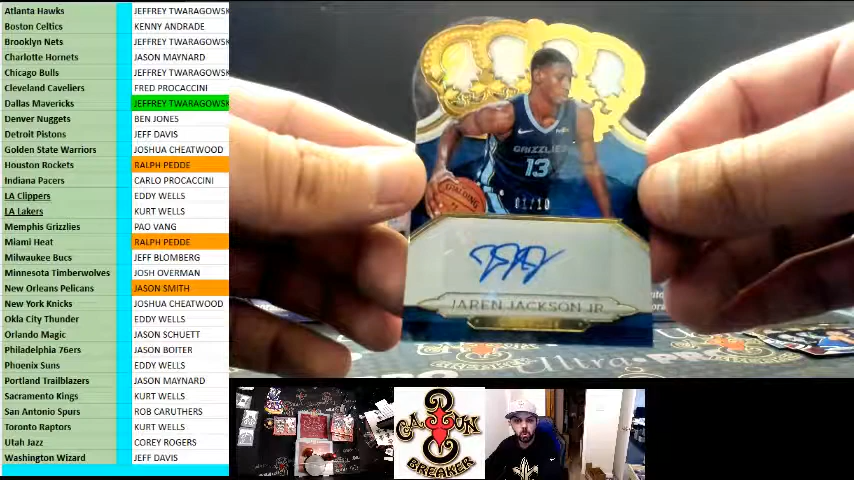 Atlanta Hawks JEFFREY TWARAGOWSK
Boston Celtics KENNY ANDRADE
Brooklyn Nets JEFFREY TWARAGOWSK
Charlotte Hornets JASON MAYNARD
Chicago Bulls JEFFREY TWARAGOWSK
Cleveland Cavaliers FRED PROCACCINI
Dallas Mavericks JEFFREY TWARAGOWSK
Denver Nuggets BEN JONES
Detroit Pistons JEFF DAVIS
Golden State Warriors JOSHUA CHEATWOOD
Houston Rockets RALPH PEDDE
Indiana Pacers CARLO PROCACCINI
LA Clippers EDDY WELLS
LA Lakers KURT WELLS
Memphis Grizzlies PAO VANG
Miami Heat RALPH PEDDE
Milwaukee Bucs JEFF BLOMBERG
Minnesota Timberwolves JOSH OVERMAN
New Orleans Pelicans JASON SMITH
New York Knicks JOSHUA CHEATWOOD
Okla City Thunder EDDY WELLS
Orlando Magic JASON SCHUETT
Philadelphia 76ers JASON BOITER
Phoenix Suns EDDY WELLS
Portland Trailblazers JASON MAYNARD
Sacramento Kings KURT WELLS
San Antonio Spurs ROB CARUTHERS
Toronto Raptors KURT WELLS
Utah Jazz COREY ROGERS
Washington Wizard JEFF DAVIS
GRIZZLIES
13
SPALDING
01/10
JJJ
JAREN JACKSON JR.
Ultra PRO
CAJUN
BREAKER